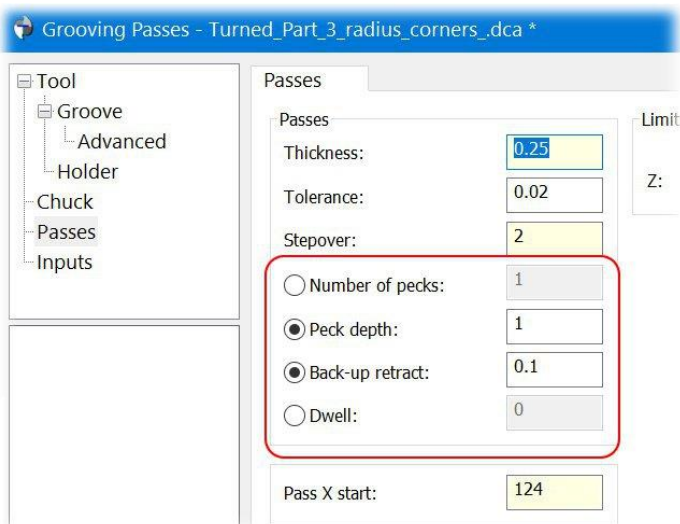 Grooving Passes - Turned_Part_3_radius_corners_.dca *
Tool
Groove
Advanced
Holder
Chuck
Passes
Inputs
Passes
Passes
Thickness: 0.25
Tolerance: 0.02
Stepover: 2
Number of pecks: 1
Peck depth: 1
Back-up retract: 0.1
Dwell: 0
Pass X start: 124
Limit
Z: